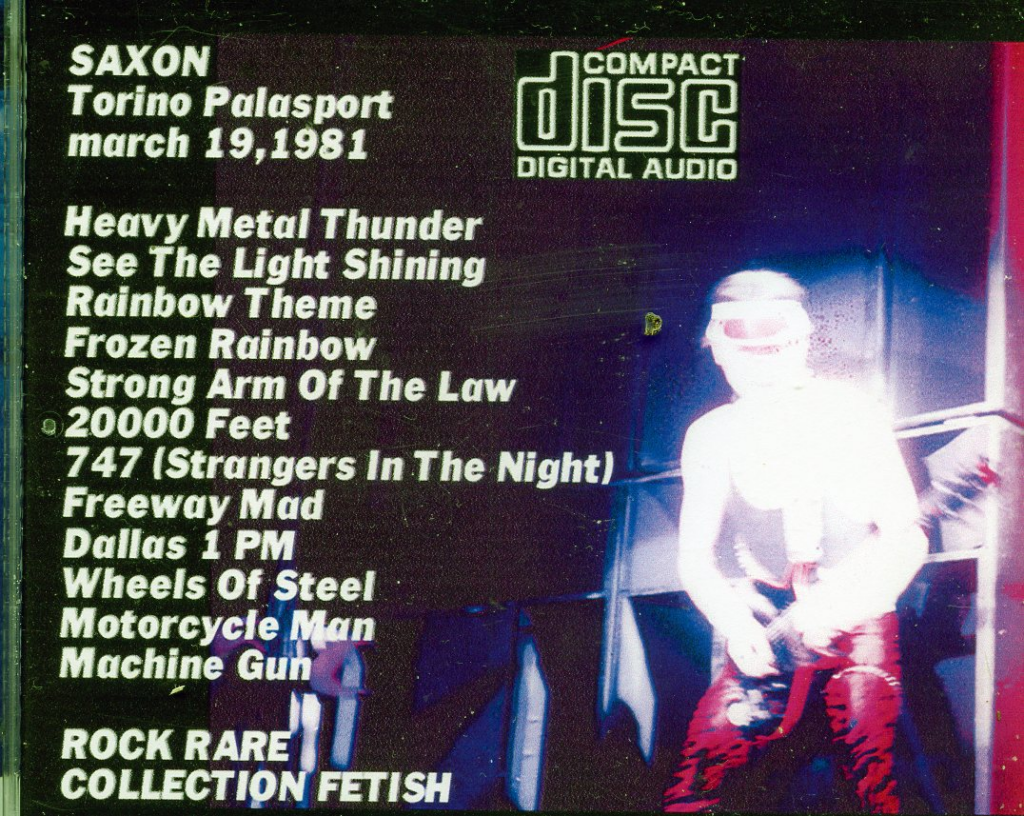 SAXON
Torino Palasport
march 19,1981
COMPACT
disc
DIGITAL AUDIO
Heavy Metal Thunder
See The Light Shining
Rainbow Theme
Frozen Rainbow
Strong Arm Of The Law
20000 Feet
747 (Strangers In The Night)
Freeway Mad
Dallas 1 PM
Wheels Of Steel
Motorcycle Man
Machine Gun
ROCK RARE
COLLECTION FETISH